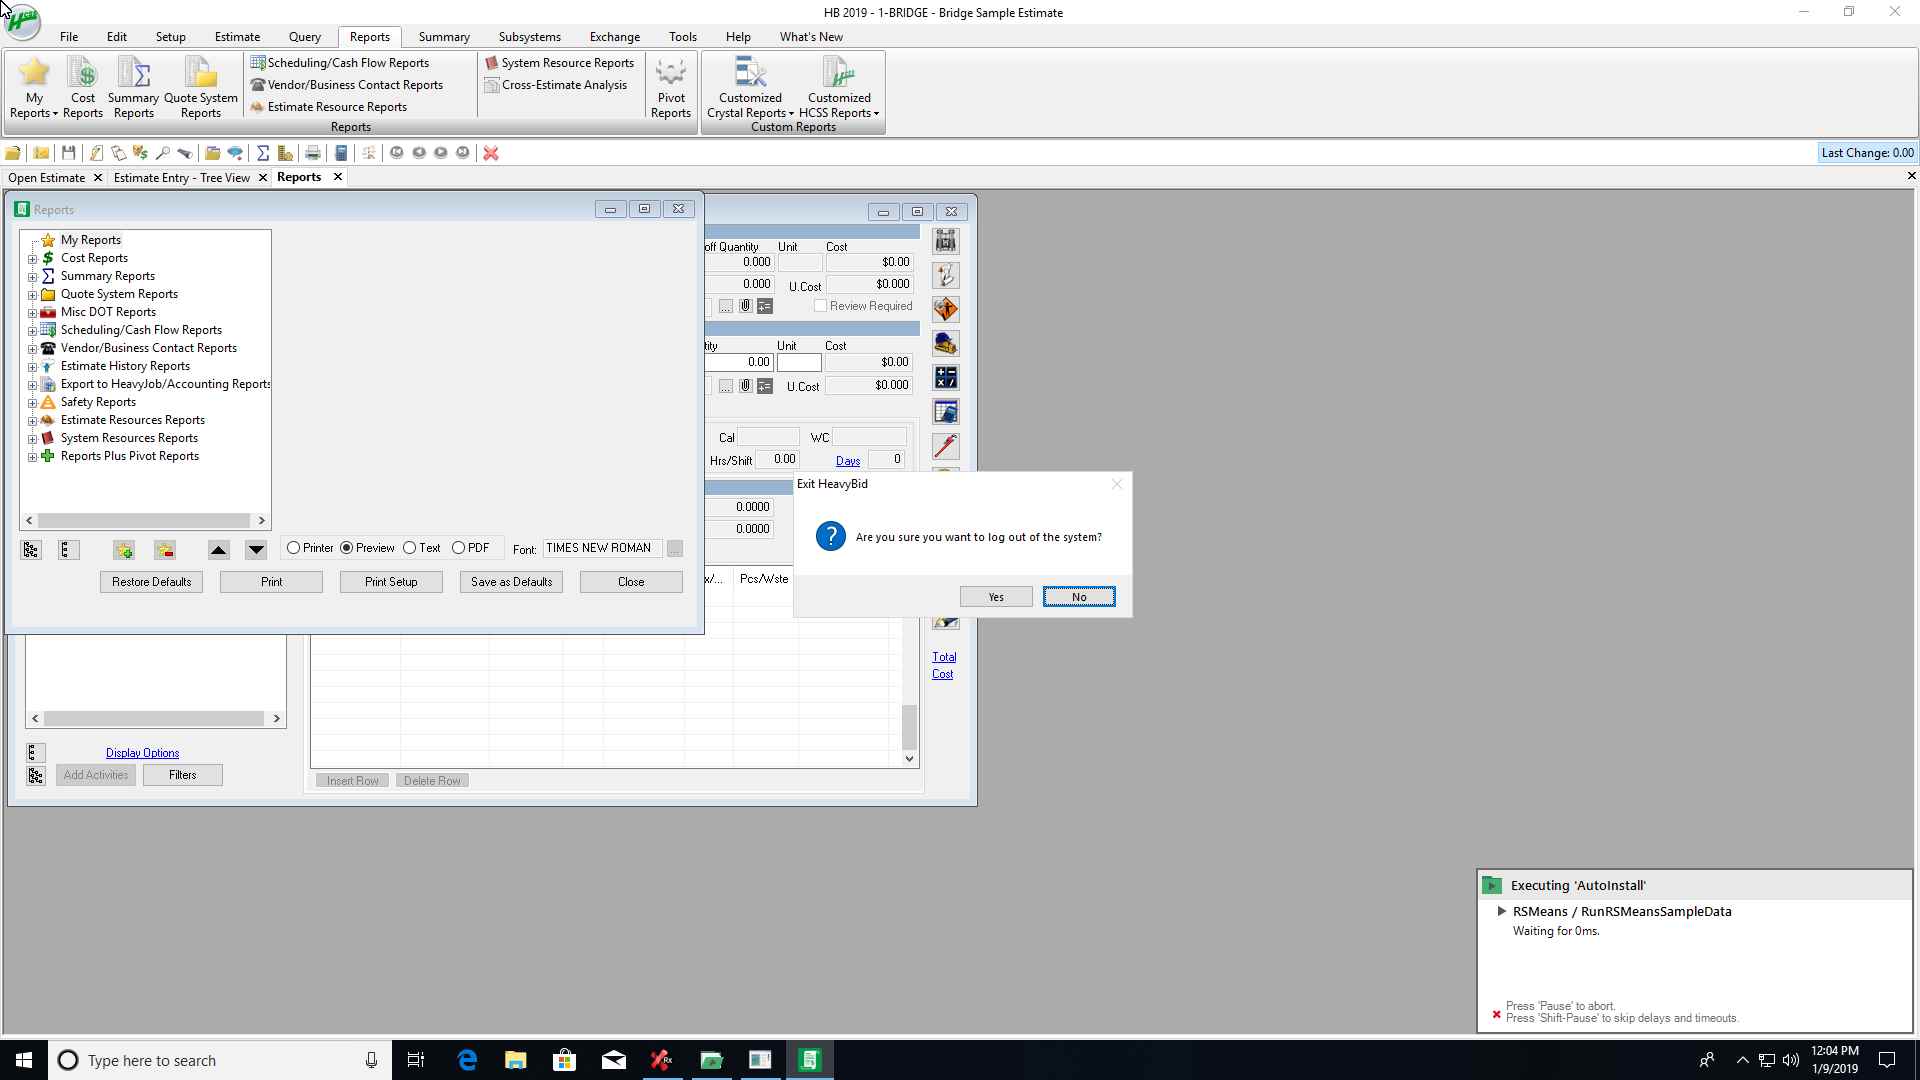 HB 2019 - 1-BRIDGE - Bridge Sample Estimate
File Edit Setup Estimate Query Reports Summary Subsystems Exchange Tools Help What's New
My Reports
Cost Reports
Summary Reports
Quote System Reports
Scheduling/Cash Flow Reports
Vendor/Business Contact Reports
Estimate Resource Reports
System Resource Reports
Cross-Estimate Analysis
Pivot Reports
Reports
Customized Crystal Reports
Customized HCSS Reports
Custom Reports
Last Change: 0.00
Open Estimate Estimate Entry - Tree View Reports
Reports
My Reports
Cost Reports
Summary Reports
Quote System Reports
Misc DOT Reports
Scheduling/Cash Flow Reports
Vendor/Business Contact Reports
Estimate History Reports
Export to HeavyJob/Accounting Reports
Safety Reports
Estimate Resources Reports
System Resources Reports
Reports Plus Pivot Reports
Printer Preview Text PDF Font: TIMES NEW ROMAN ...
Restore Defaults Print Print Setup Save as Defaults Close
off Quantity Unit Cost
0.000 $0.00
0.000 U.Cost $0.000
... Review Required
tity Unit Cost
0.00 $0.00
... U.Cost $0.000
Cal WC
Hrs/Shift 0.00 Days 0
0.0000
0.0000
x/... Pcs/Wste
Exit HeavyBid
Are you sure you want to log out of the system?
Yes No
Total
Cost
Display Options
Add Activities Filters
Insert Row Delete Row
Executing 'AutoInstall'
RSMeans / RunRSMeansSampleData
Waiting for 0ms.
Press 'Pause' to abort.
Press 'Shift-Pause' to skip delays and timeouts.
Type here to search
12:04 PM
1/9/2019